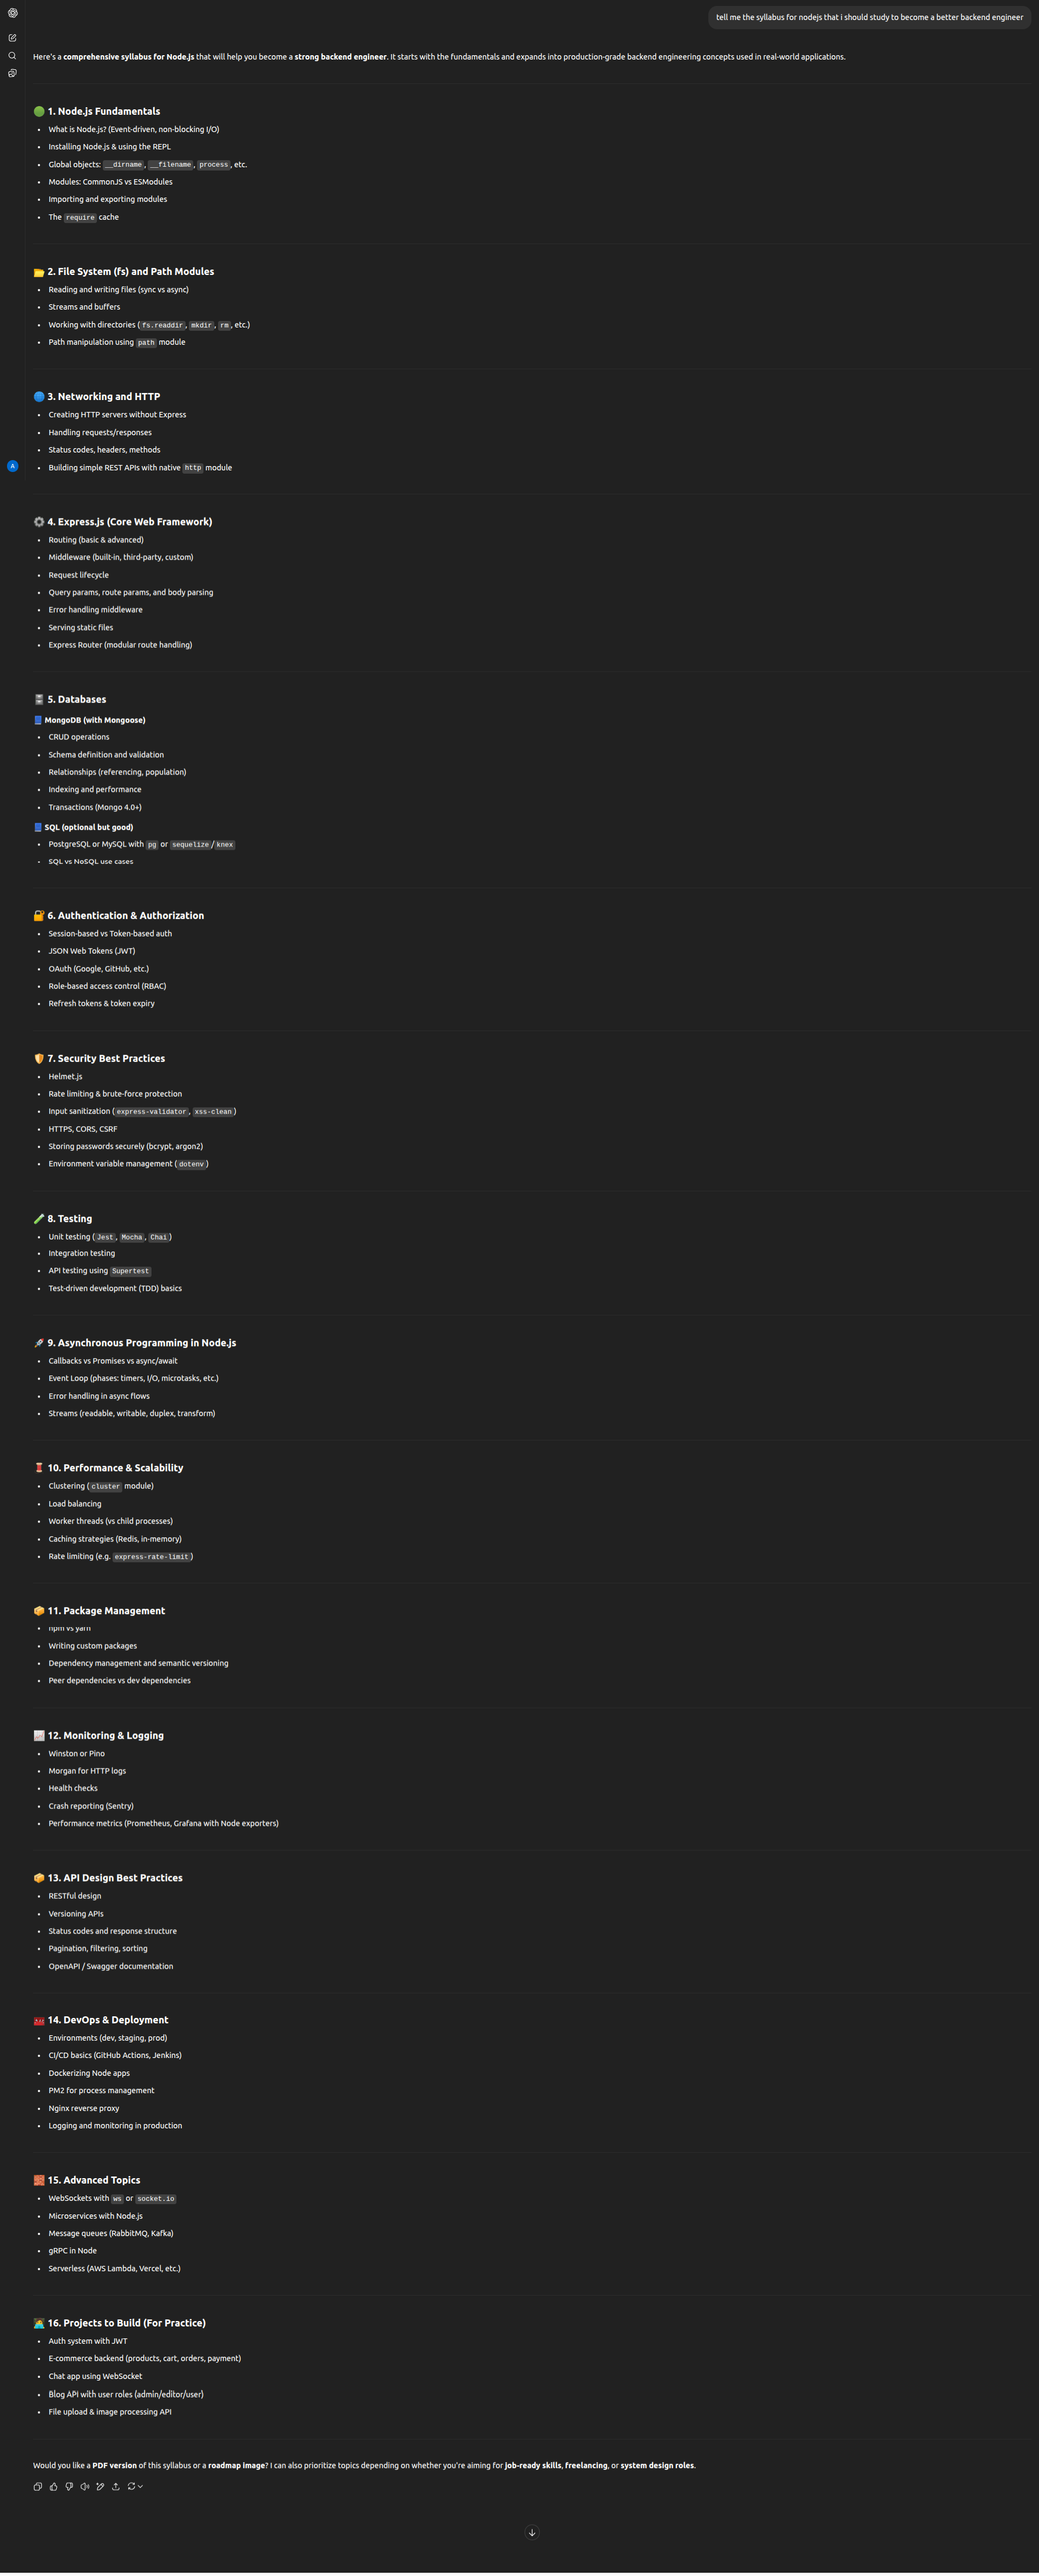 tell me the syllabus for nodejs that i should study to become a better backend engineer
Here's a comprehensive syllabus for Node.js that will help you become a strong backend engineer. It starts with the fundamentals and expands into production-grade backend engineering concepts used in real-world applications.
1. Node.js Fundamentals
• What is Node.js? (Event-driven, non-blocking I/O)
• Installing Node.js & using the REPL
• Global objects: __dirname, __filename, process, etc.
• Modules: CommonJS vs ESModules
• Importing and exporting modules
• The require cache
2. File System (fs) and Path Modules
• Reading and writing files (sync vs async)
• Streams and buffers
• Working with directories (fs.readdir, mkdir, rm, etc.)
• Path manipulation using path module
3. Networking and HTTP
• Creating HTTP servers without Express
• Handling requests/responses
• Status codes, headers, methods
• Building simple REST APIs with native http module
A
4. Express.js (Core Web Framework)
• Routing (basic & advanced)
• Middleware (built-in, third-party, custom)
• Request lifecycle
• Query params, route params, and body parsing
• Error handling middleware
• Serving static files
• Express Router (modular route handling)
5. Databases
MongoDB (with Mongoose)
• CRUD operations
• Schema definition and validation
• Relationships (referencing, population)
• Indexing and performance
• Transactions (Mongo 4.0+)
SQL (optional but good)
• PostgreSQL or MySQL with pg or sequelize/knex
• SQL vs NoSQL use cases
6. Authentication & Authorization
• Session-based vs Token-based auth
• JSON Web Tokens (JWT)
• OAuth (Google, GitHub, etc.)
• Role-based access control (RBAC)
• Refresh tokens & token expiry
7. Security Best Practices
• Helmet.js
• Rate limiting & brute-force protection
• Input sanitization (express-validator, xss-clean)
• HTTPS, CORS, CSRF
• Storing passwords securely (bcrypt, argon2)
• Environment variable management (dotenv)
8. Testing
• Unit testing (Jest, Mocha, Chai)
• Integration testing
• API testing using Supertest
• Test-driven development (TDD) basics
9. Asynchronous Programming in Node.js
• Callbacks vs Promises vs async/await
• Event Loop (phases: timers, I/O, microtasks, etc.)
• Error handling in async flows
• Streams (readable, writable, duplex, transform)
10. Performance & Scalability
• Clustering (cluster module)
• Load balancing
• Worker threads (vs child processes)
• Caching strategies (Redis, in-memory)
• Rate limiting (e.g. express-rate-limit)
11. Package Management
• npm vs yarn
• Writing custom packages
• Dependency management and semantic versioning
• Peer dependencies vs dev dependencies
12. Monitoring & Logging
• Winston or Pino
• Morgan for HTTP logs
• Health checks
• Crash reporting (Sentry)
• Performance metrics (Prometheus, Grafana with Node exporters)
13. API Design Best Practices
• RESTful design
• Versioning APIs
• Status codes and response structure
• Pagination, filtering, sorting
• OpenAPI / Swagger documentation
14. DevOps & Deployment
• Environments (dev, staging, prod)
• CI/CD basics (GitHub Actions, Jenkins)
• Dockerizing Node apps
• PM2 for process management
• Nginx reverse proxy
• Logging and monitoring in production
15. Advanced Topics
• WebSockets with ws or socket.io
• Microservices with Node.js
• Message queues (RabbitMQ, Kafka)
• gRPC in Node
• Serverless (AWS Lambda, Vercel, etc.)
16. Projects to Build (For Practice)
• Auth system with JWT
• E-commerce backend (products, cart, orders, payment)
• Chat app using WebSocket
• Blog API with user roles (admin/editor/user)
• File upload & image processing API
Would you like a PDF version of this syllabus or a roadmap image? I can also prioritize topics depending on whether you're aiming for job-ready skills, freelancing, or system design roles.